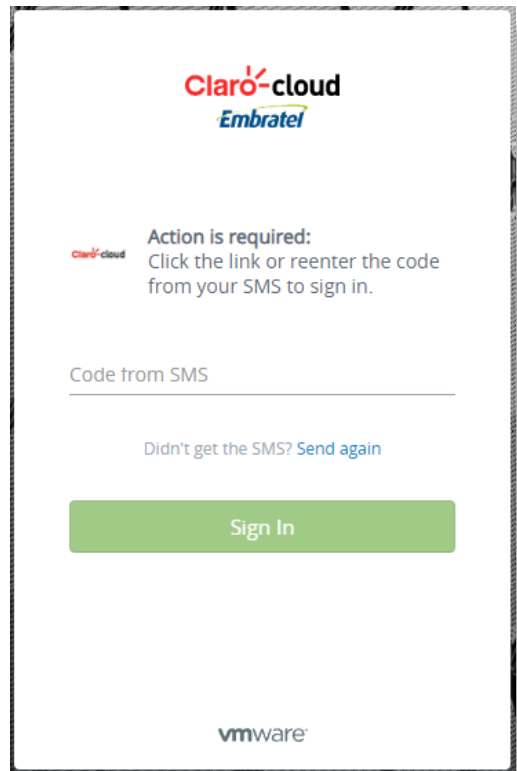 Claro-cloud
Embratel
Claro-cloud
Action is required:
Click the link or reenter the code
from your SMS to sign in.
Code from SMS
Didn't get the SMS? Send again
Sign In
vmware